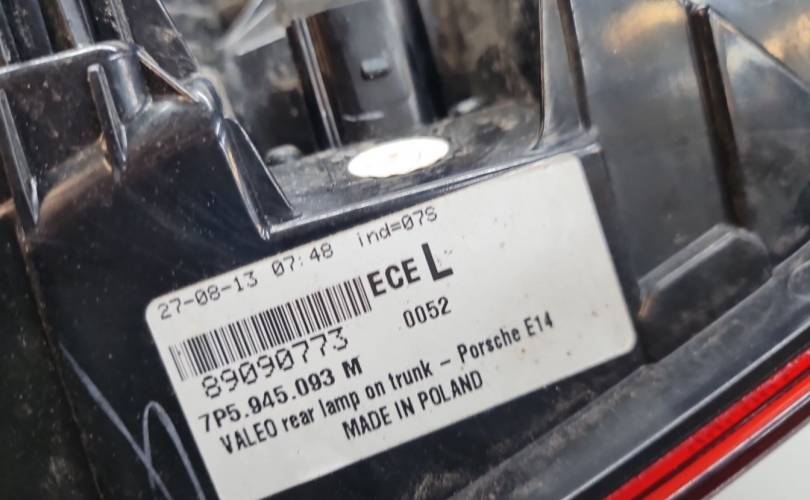 27-08-13 07:48 ind=07S
ECE L
89090773 0052
7P5.945.093 M
VALEO rear lamp on trunk - Porsche E14
MADE IN POLAND